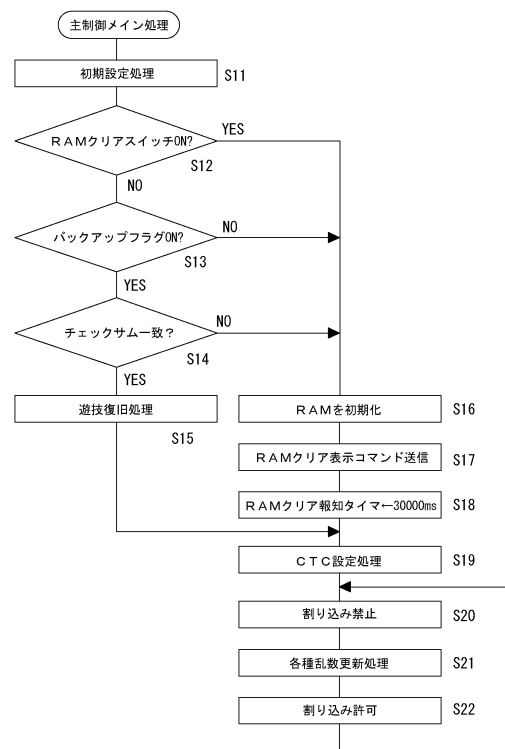 主制御メイン処理
初期設定処理
S11
RAMクリアスイッチON?
YES
S12
NO
バックアップフラグON?
NO
S13
YES
チェックサム一致？
NO
S14
YES
遊技復旧処理
S15
RAMを初期化
S16
RAMクリア表示コマンド送信
S17
RAMクリア報知タイマ←30000ms
S18
CTC設定処理
S19
割り込み禁止
S20
各種乱数更新処理
S21
割り込み許可
S22